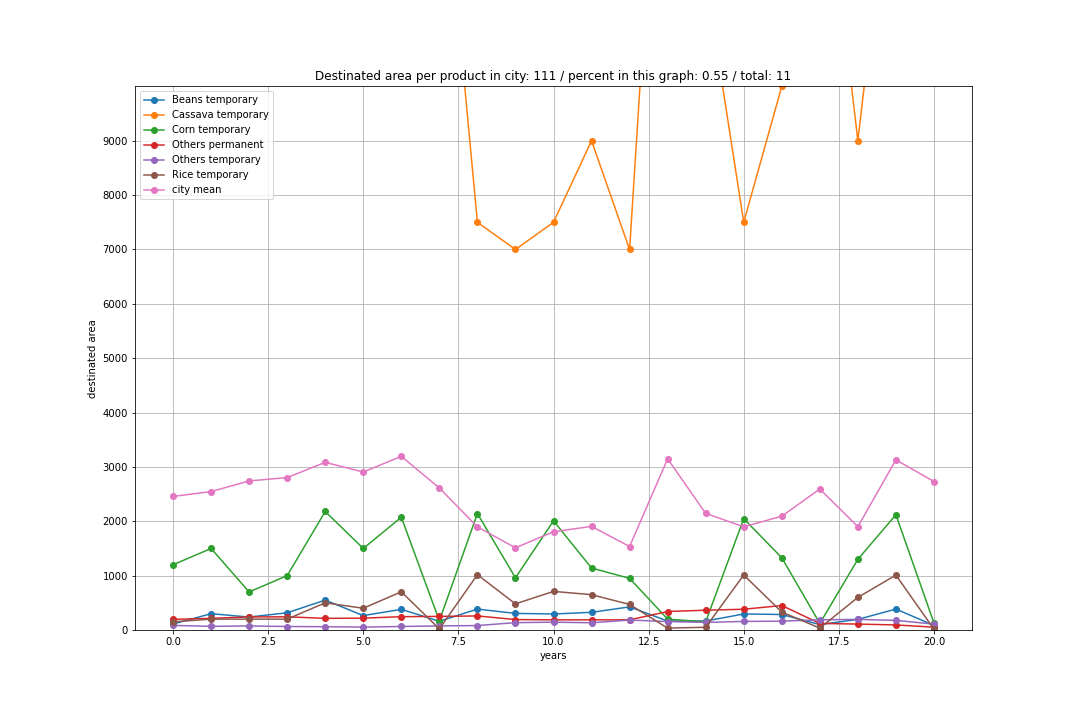 Destinated area per product in city: 111 / percent in this graph: 0.55 / total: 11
Beans temporary
Cassava temporary
Corn temporary
Others permanent
Others temporary
Rice temporary
city mean
9000
8000
7000
6000
5000
4000
3000
2000
1000
0
destinated area
0.0 2.5 5.0 7.5 10.0 12.5 15.0 17.5 20.0
years